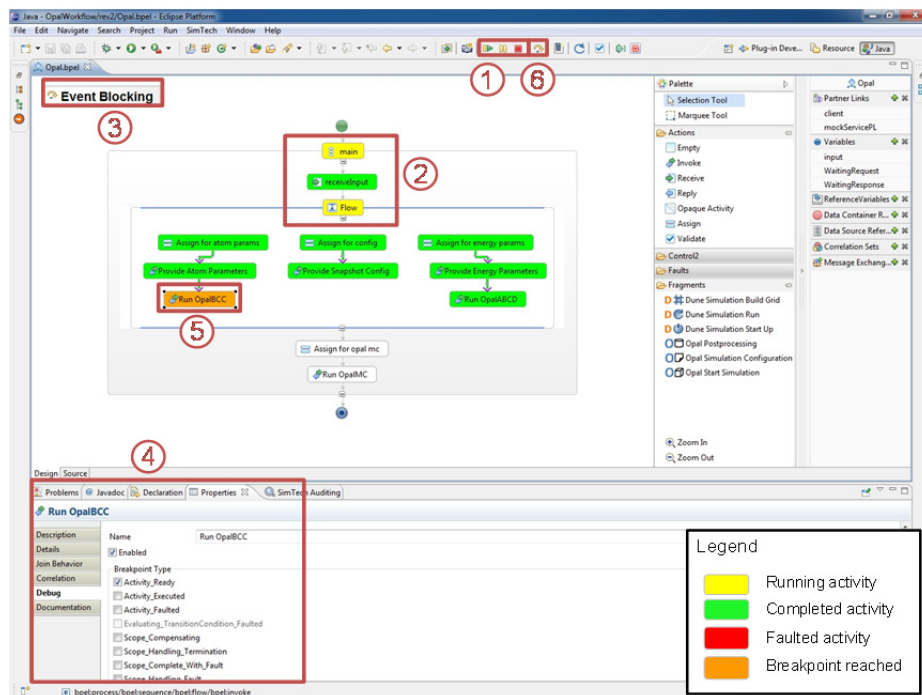 Java - OpalWorkflow/rev2/Opal.bpel - Eclipse Platform
File Edit Navigate Search Project Run SimTech Window Help
Plug-in Deve... Resource Java
1
6
Opal.bpel
Event Blocking
3
main
receiveInput
Flow
2
Assign for atom params
Assign for config
Assign for energy params
Provide Atom Parameters
Provide Snapshot Config
Provide Energy Parameters
Run OpalBCC
Run OpalABCD
5
Assign for opal mc
Run OpalMC
Palette
Selection Tool
Marquee Tool
Actions
Empty
Invoke
Receive
Reply
Opaque Activity
Assign
Validate
Control2
Faults
Fragments
Dune Simulation Build Grid
Dune Simulation Run
Dune Simulation Start Up
Opal Postprocessing
Opal Simulation Configuration
Opal Start Simulation
Zoom In
Zoom Out
Opal
Partner Links
client
mockServicePL
Variables
input
WaitingRequest
WaitingResponse
ReferenceVariables
Data Container R...
Data Source Refer...
Correlation Sets
Message Exchang...
4
Design Source
Problems Javadoc Declaration Properties SimTech Auditing
Run OpalBCC
Description
Details
Join Behavior
Correlation
Debug
Documentation
Name Run OpalBCC
Enabled
Breakpoint Type
Activity_Ready
Activity_Executed
Activity_Faulted
Evaluating_TransitionCondition_Faulted
Scope_Compensating
Scope_Handling_Termination
Scope_Complete_With_Fault
Scope_Handling_Fault
Legend
Running activity
Completed activity
Faulted activity
Breakpoint reached
bpel:process/bpel:sequence/bpel:flow/bpel:invoke